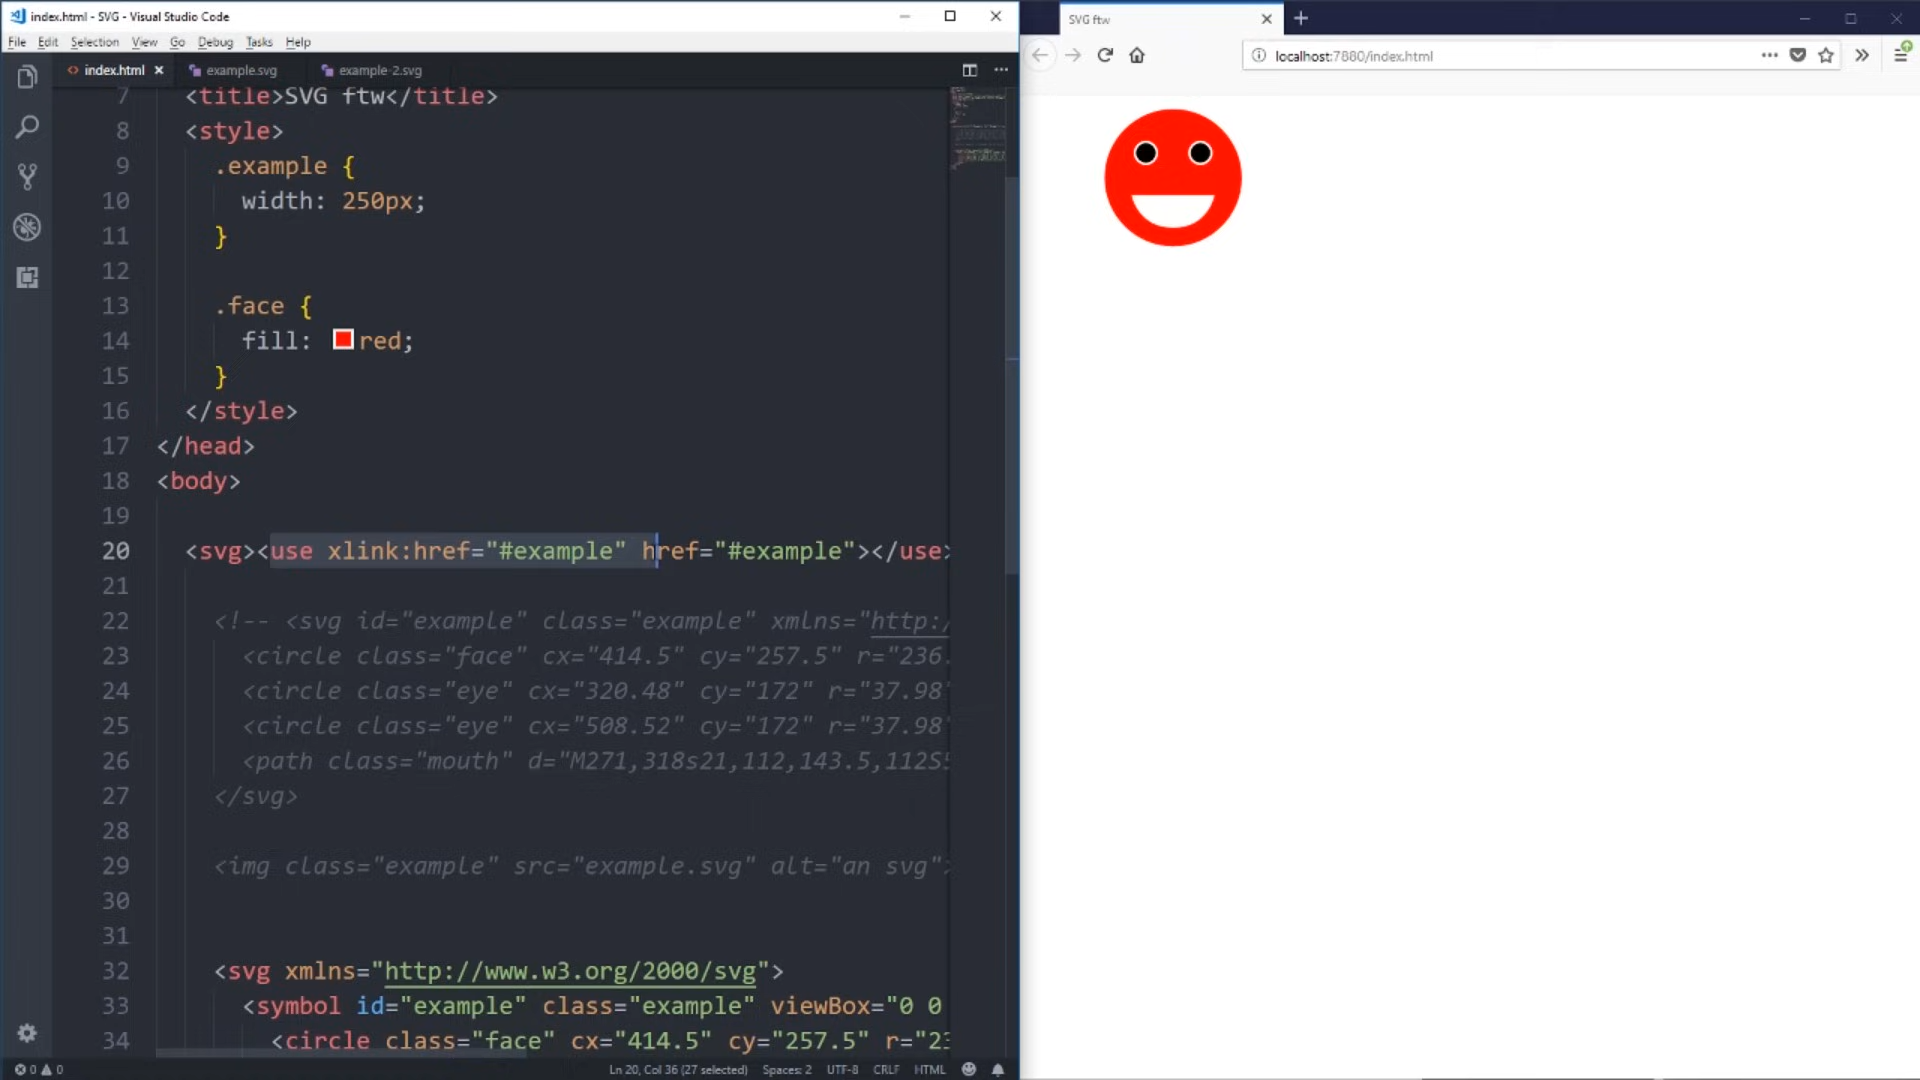 index.html - SVG - Visual Studio Code
File Edit Selection View Go Debug Tasks Help
index.html example.svg example-2.svg
7 <title>SVG ftw</title>
8 <style>
9 .example {
10 width: 250px;
11 }
12
13 .face {
14 fill: red;
15 }
16 </style>
17 </head>
18 <body>
19
20 <svg><use xlink:href="#example" href="#example"></use>
21
22 <!-- <svg id="example" class="example" xmlns="http:/
23 <circle class="face" cx="414.5" cy="257.5" r="236.
24 <circle class="eye" cx="320.48" cy="172" r="37.98"
25 <circle class="eye" cx="508.52" cy="172" r="37.98"
26 <path class="mouth" d="M271,318s21,112,143.5,112S5
27 </svg>
28
29 <img class="example" src="example.svg" alt="an svg">
30
31
32 <svg xmlns="http://www.w3.org/2000/svg">
33 <symbol id="example" class="example" viewBox="0 0
34 <circle class="face" cx="414.5" cy="257.5" r="23
0 0 Ln 20, Col 36 (27 selected) Spaces: 2 UTF-8 CRLF HTML
SVG ftw
localhost:7880/index.html